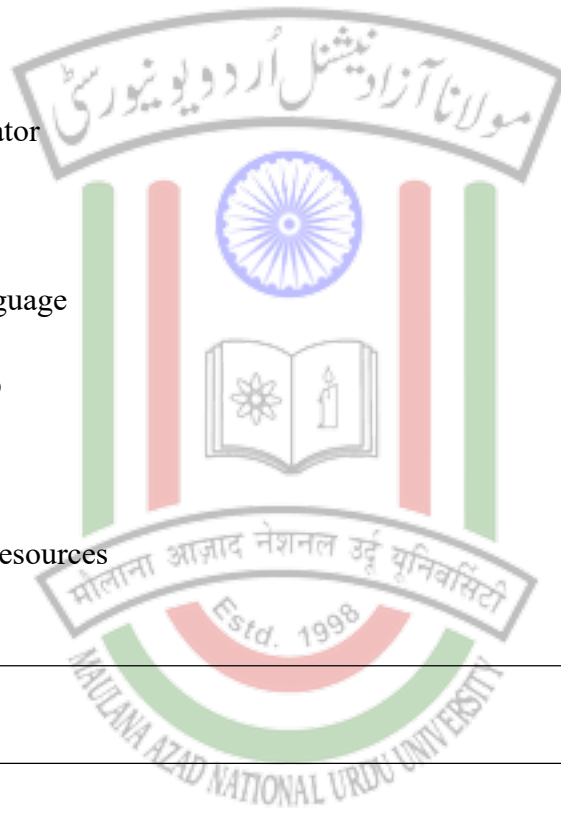 مولانا آزاد نیشنل اُردو یونیورسٹی
ator
guage
esources
मौलाना आज़ाद नेशनल उर्दू युनिवर्सिटी
Estd. 1998
MAULANA AZAD NATIONAL URDU UNIVERSITY